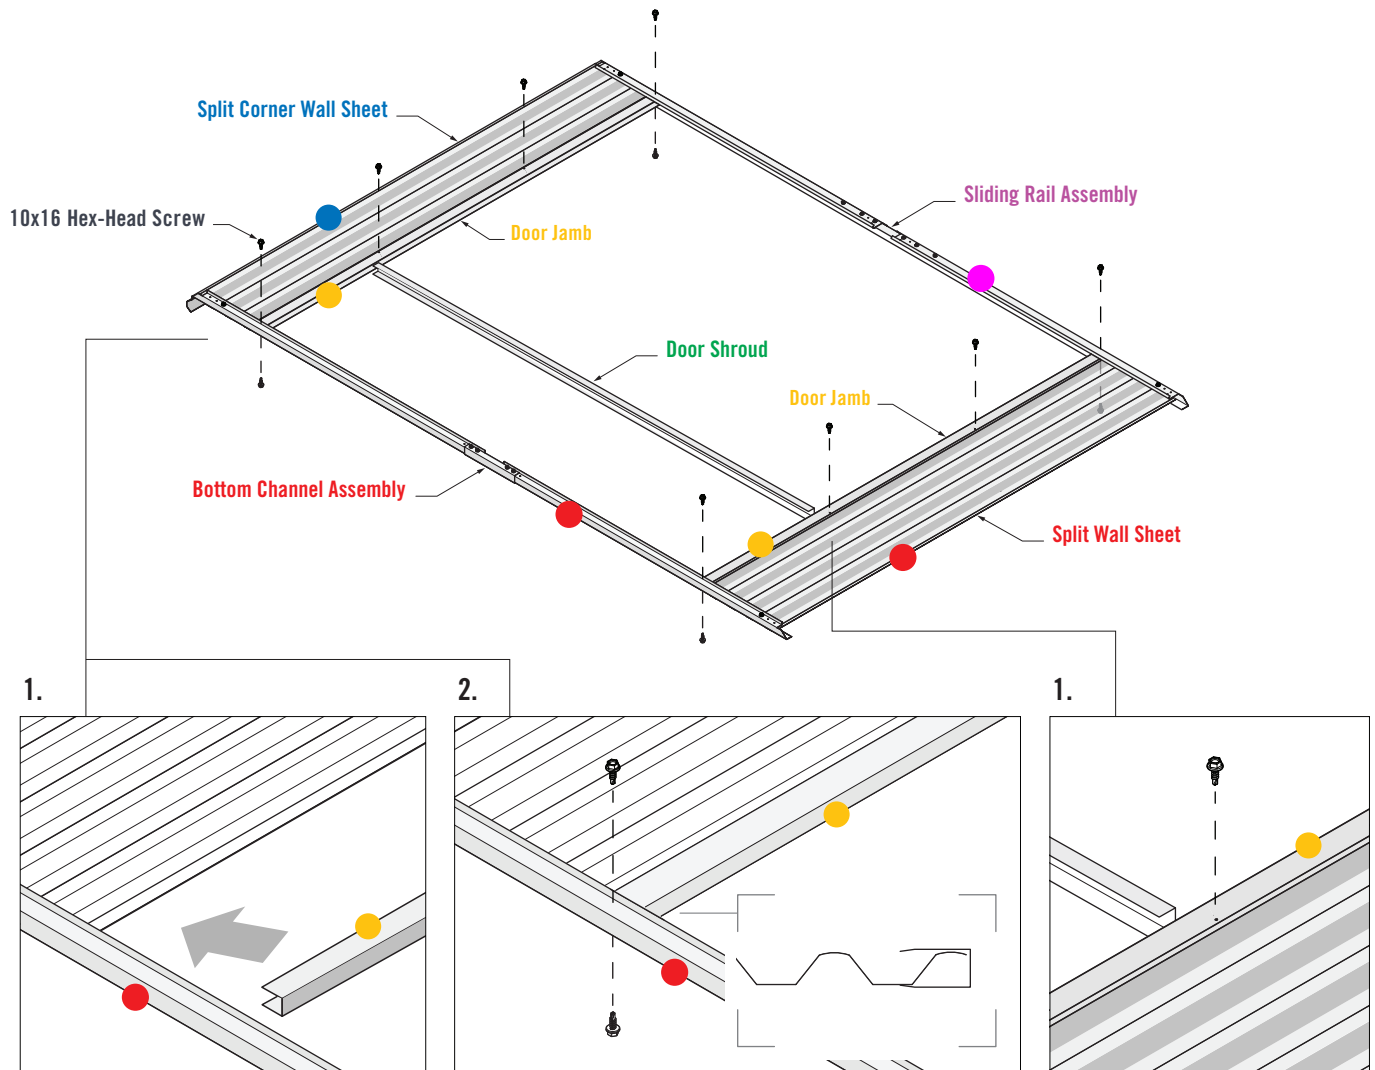 Split Corner Wall Sheet
Sliding Rail Assembly
10x16 Hex-Head Screw
Door Jamb
Door Shroud
Door Jamb
Bottom Channel Assembly
Split Wall Sheet
1.
2.
1.